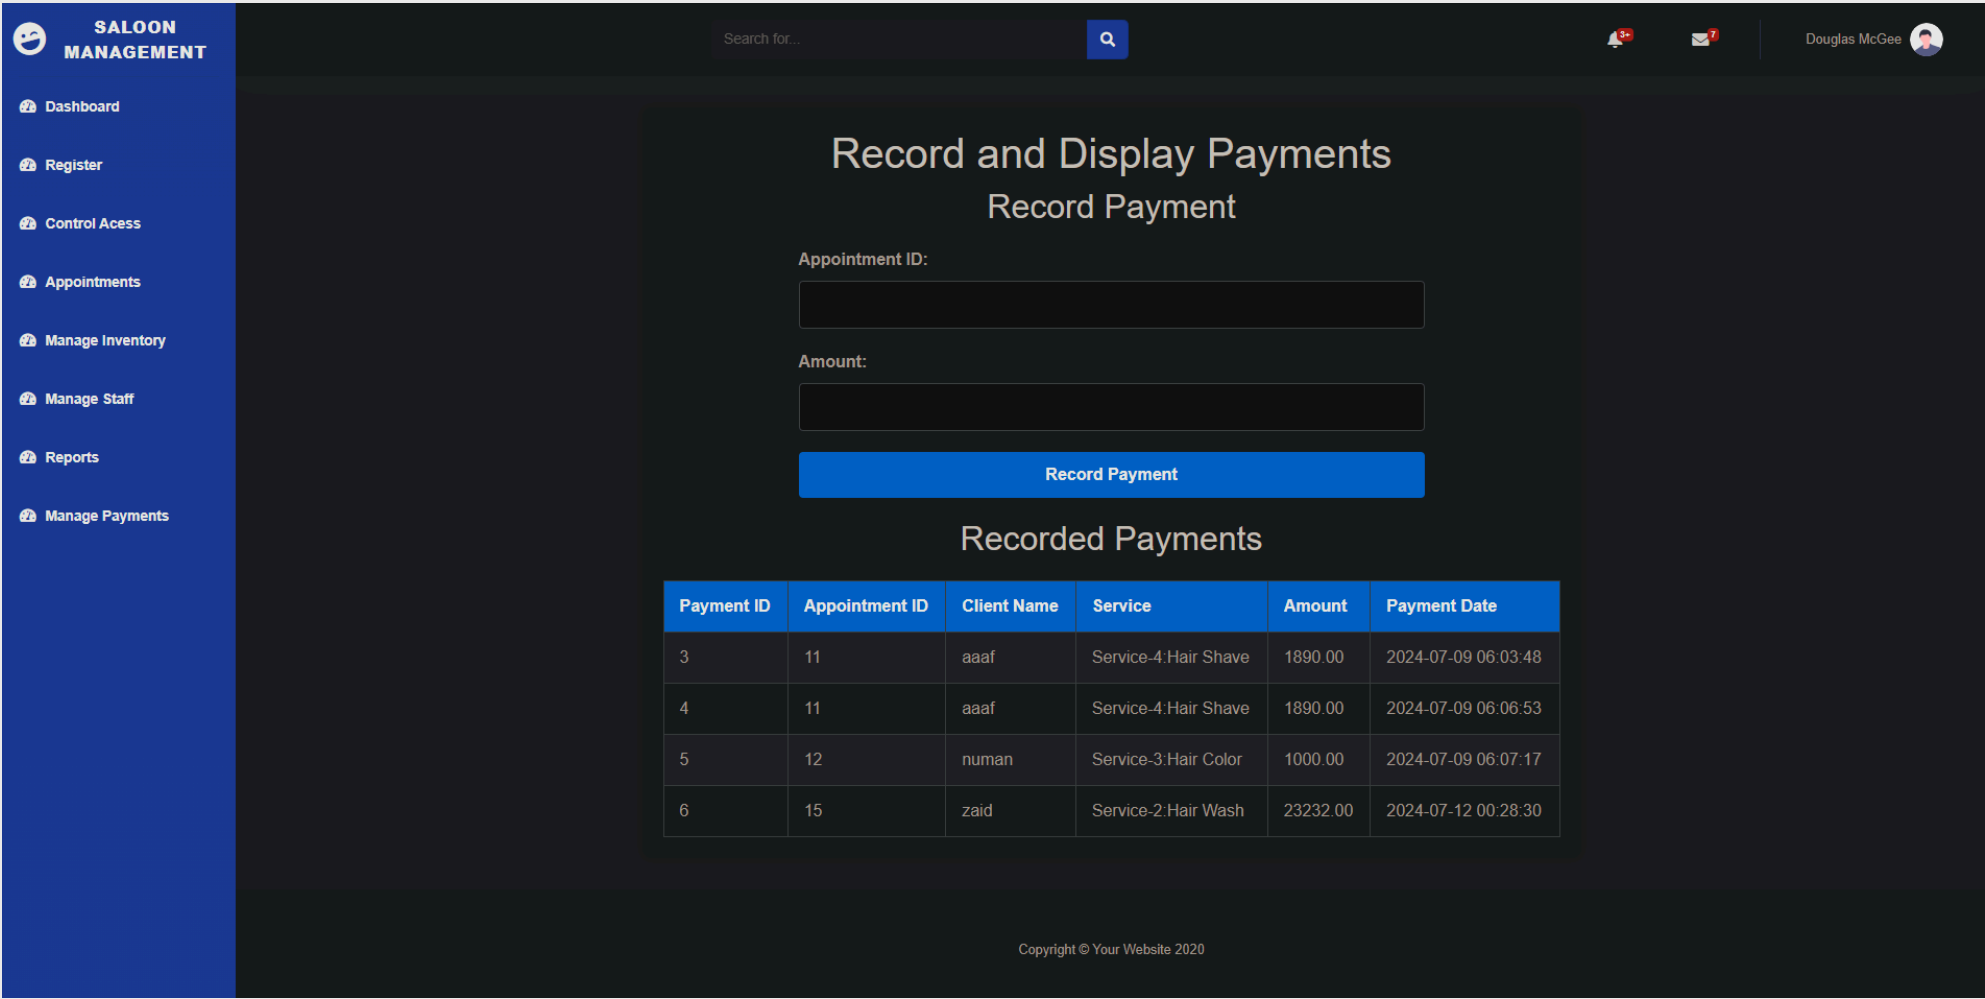 SALOON
MANAGEMENT
Search for...
3+
7
Douglas McGee
Dashboard
Register
Control Acess
Appointments
Manage Inventory
Manage Staff
Reports
Manage Payments
Record and Display Payments
Record Payment
Appointment ID:
Amount:
Record Payment
Recorded Payments
Payment ID Appointment ID Client Name Service Amount Payment Date
3 11 aaaf Service-4:Hair Shave 1890.00 2024-07-09 06:03:48
4 11 aaaf Service-4:Hair Shave 1890.00 2024-07-09 06:06:53
5 12 numan Service-3:Hair Color 1000.00 2024-07-09 06:07:17
6 15 zaid Service-2:Hair Wash 23232.00 2024-07-12 00:28:30
Copyright © Your Website 2020